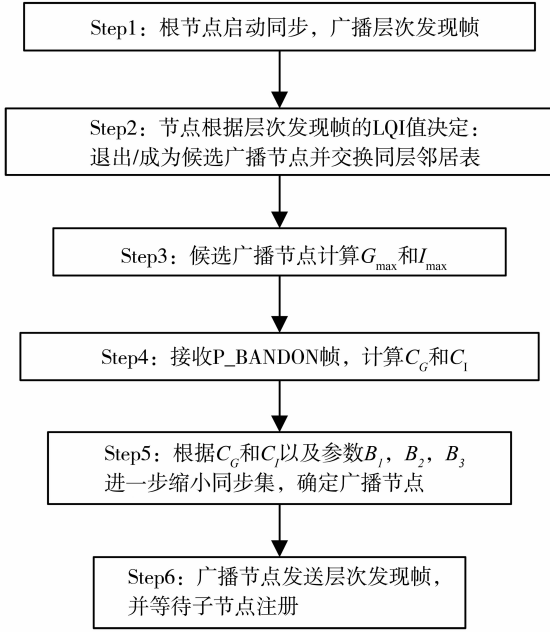 Step1：根节点启动同步，广播层次发现帧
Step2：节点根据层次发现帧的LQI值决定：
退出/成为候选广播节点并交换同层邻居表
Step3：候选广播节点计算Gmax和Imax
Step4：接收P_BANDON帧，计算CG和CI
Step5：根据CG和CI以及参数B1，B2，B3
进一步缩小同步集，确定广播节点
Step6：广播节点发送层次发现帧，
并等待子节点注册